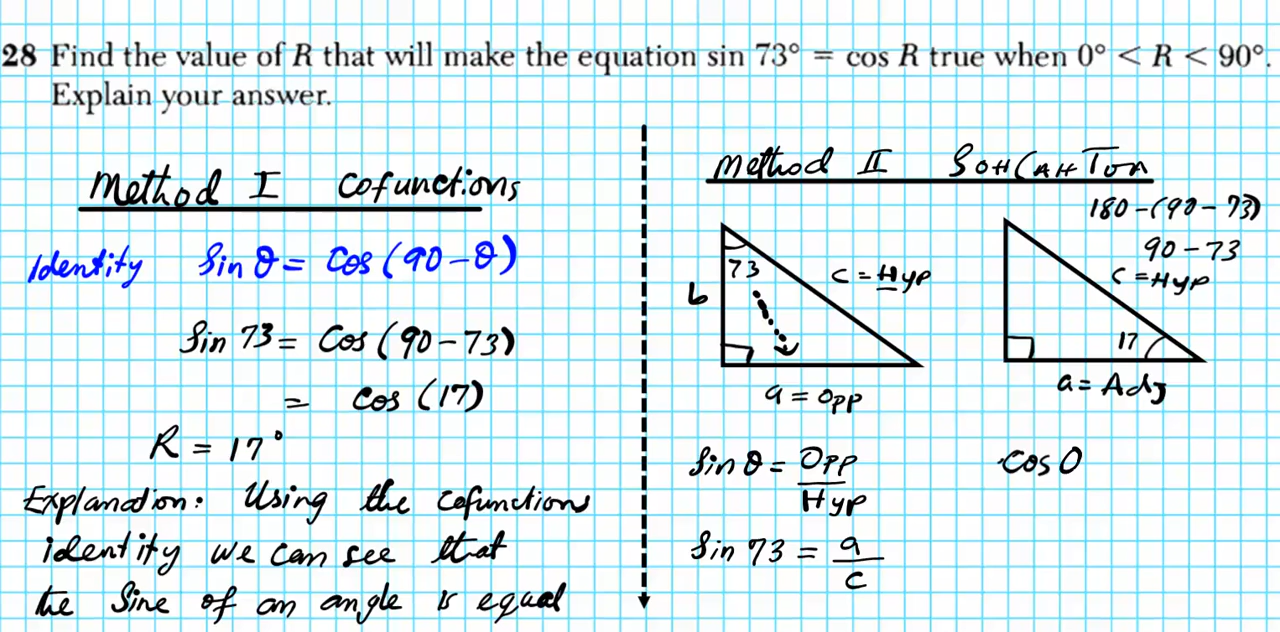 28 Find the value of R that will make the equation sin 73° = cos R true when 0° < R < 90°.
Explain your answer.
Method I Cofunctions
Identity Sin θ = Cos (90 - θ)
Sin 73 = Cos (90 - 73)
= Cos (17)
R = 17°
Explanation: Using the cofunctions
identity we can see that
the Sine of an angle is equal
Method II SOHCAHTOA
73
b
c = Hyp
a = Opp
Sin θ = Opp/Hyp
Sin 73 = a/c
180 - (90 - 73)
90 - 73
c = Hyp
17
a = Adj
Cos θ